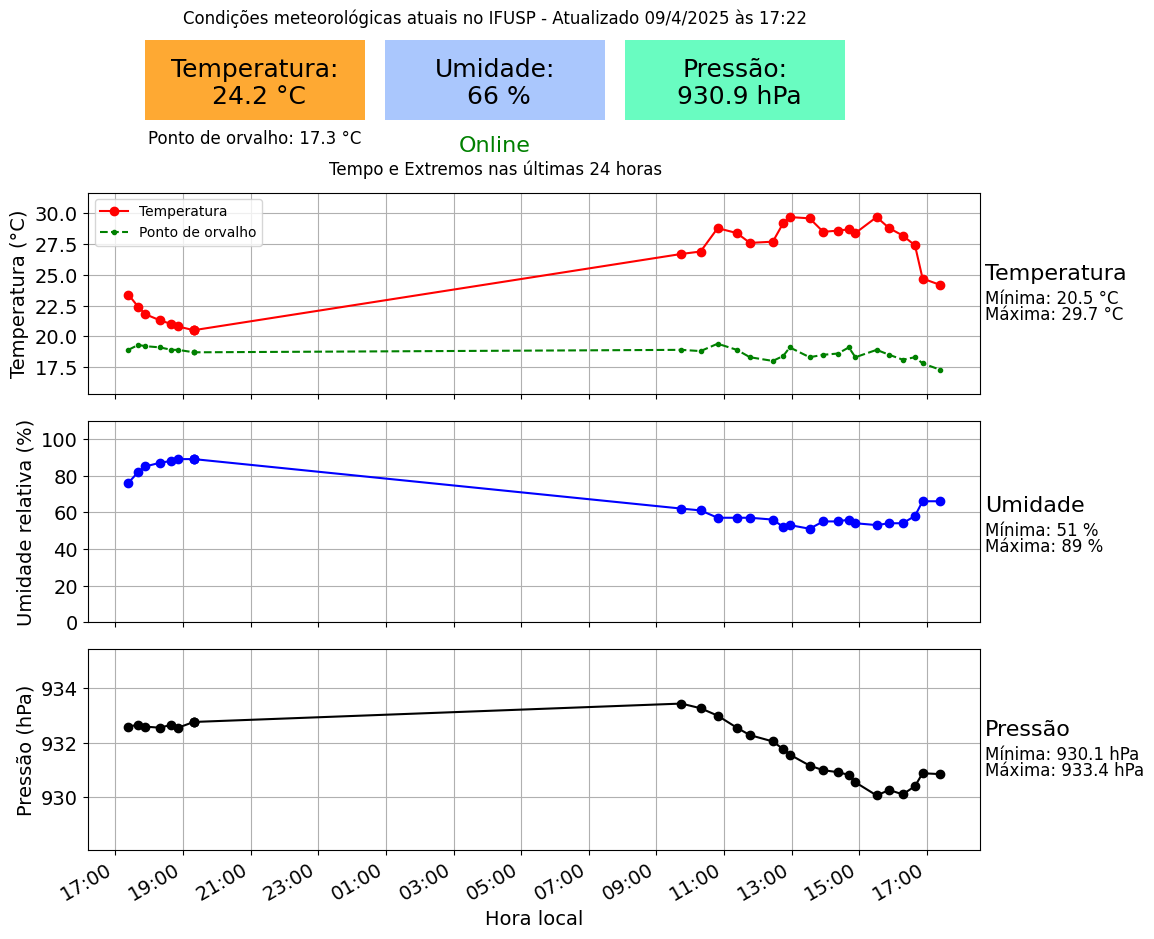 Condições meteorológicas atuais no IFUSP - Atualizado 09/4/2025 às 17:22
Temperatura:
24.2 °C
Umidade:
66 %
Pressão:
930.9 hPa
Ponto de orvalho: 17.3 °C
Online
Tempo e Extremos nas últimas 24 horas
Temperatura (°C)
30.0
27.5
25.0
22.5
20.0
17.5
Temperatura
Ponto de orvalho
Temperatura
Mínima: 20.5 °C
Máxima: 29.7 °C
Umidade relativa (%)
100
80
60
40
20
0
Umidade
Mínima: 51 %
Máxima: 89 %
Pressão (hPa)
934
932
930
Pressão
Mínima: 930.1 hPa
Máxima: 933.4 hPa
17:00
19:00
21:00
23:00
01:00
03:00
05:00
07:00
09:00
11:00
13:00
15:00
17:00
Hora local